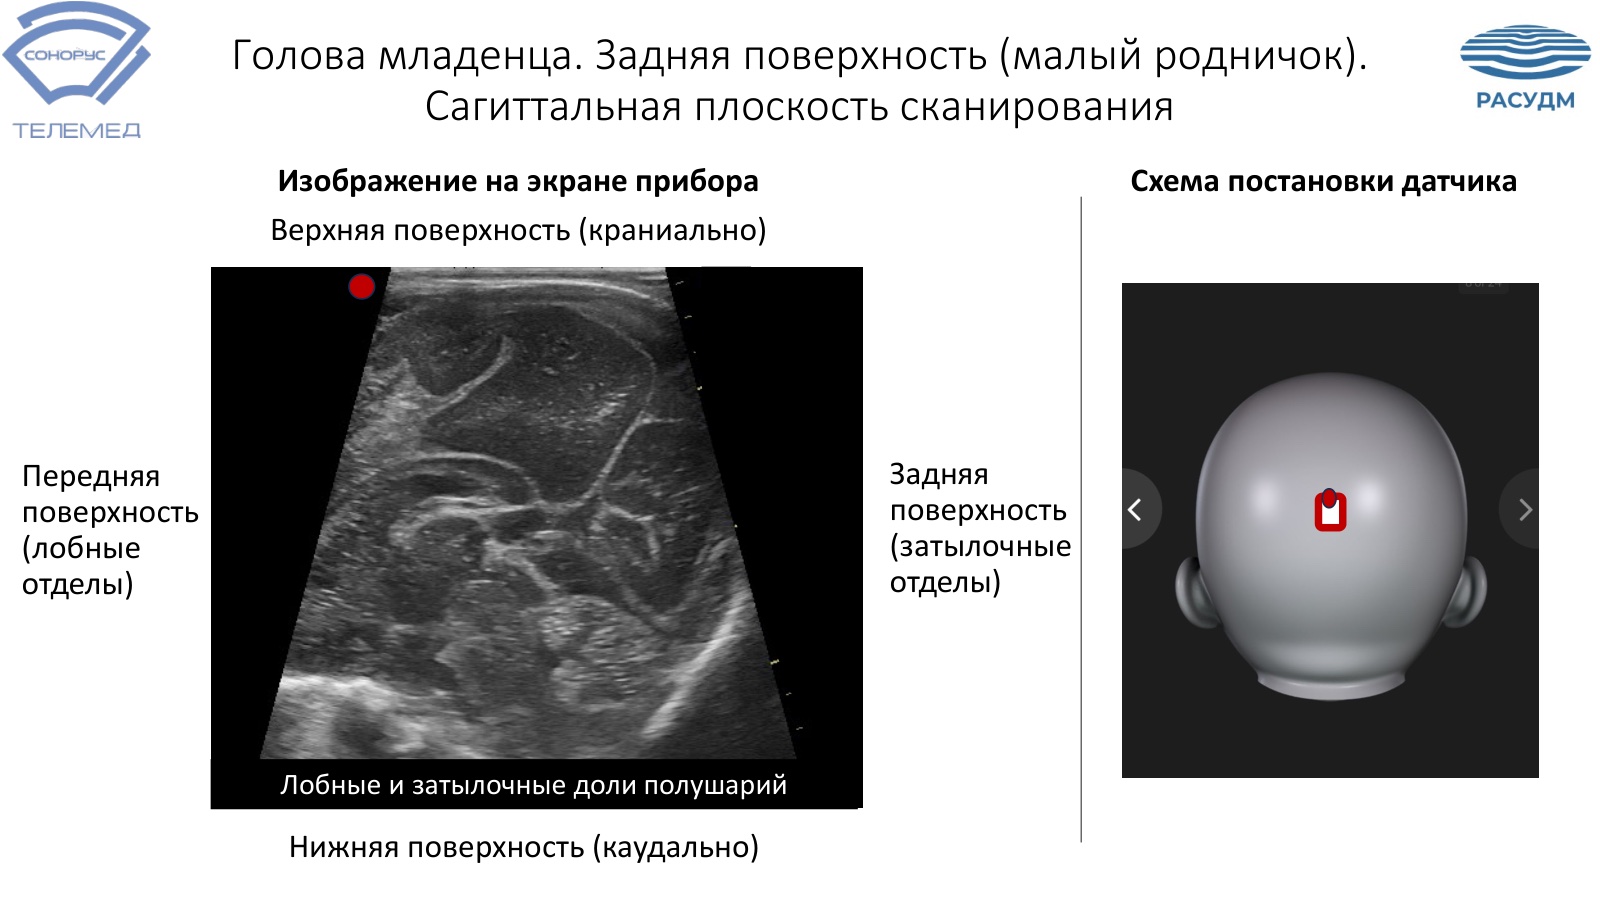 СОНОРУС
ТЕЛЕМЕД
Голова младенца. Задняя поверхность (малый родничок).
Сагиттальная плоскость сканирования
РАСУДМ
Изображение на экране прибора
Верхняя поверхность (краниально)
Передняя
поверхность
(лобные
отделы)
Лобные и затылочные доли полушарий
Нижняя поверхность (каудально)
Задняя
поверхность
(затылочные
отделы)
Схема постановки датчика